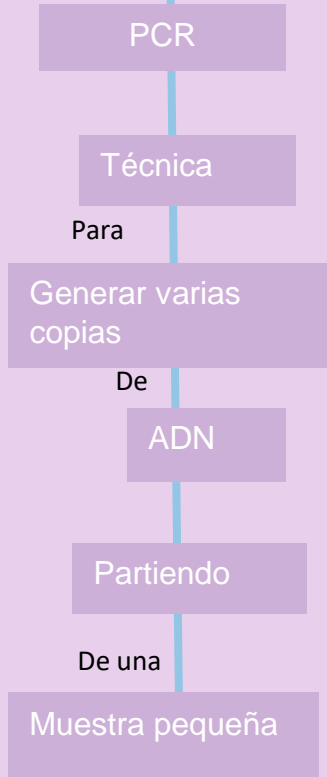 PCR
Técnica
Para
Generar varias
copias
De
ADN
Partiendo
De una
Muestra pequeña